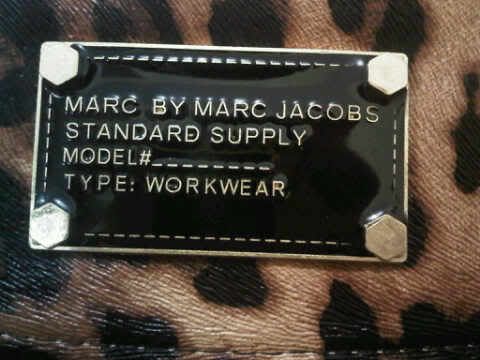 MARC BY MARC JACOBS
STANDARD SUPPLY
MODEL#_________
TYPE: WORKWEAR